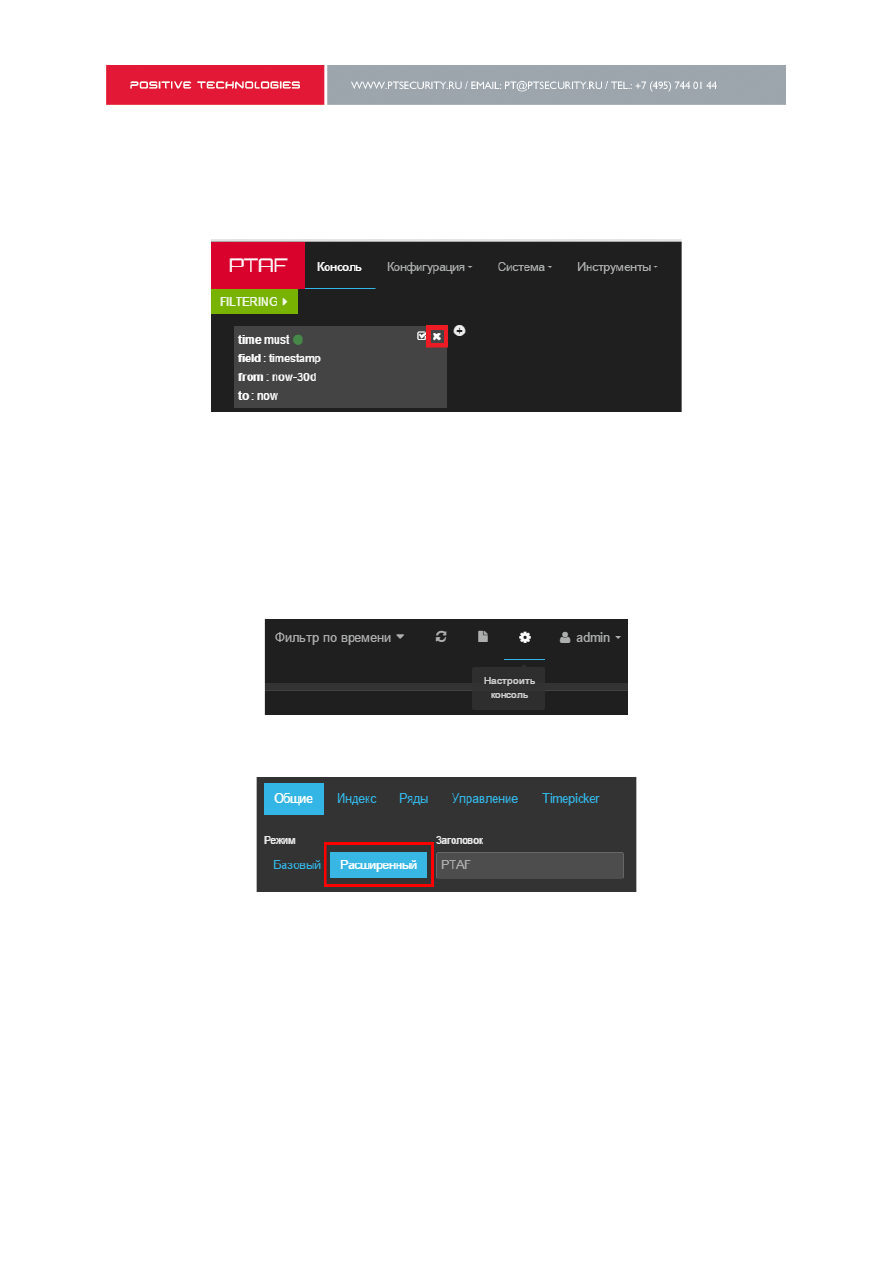 POSITIVE TECHNOLOGIES
WWW.PTSECURITY.RU / EMAIL: PT@PTSECURITY.RU / TEL.: +7 (495) 744 01 44
PTAF Консоль Конфигурация Система Инструменты
FILTERING
time must
field : timestamp
from : now-30d
to : now
Фильтр по времени admin
Настроить
консоль
Общие Индекс Ряды Управление Timepicker
Режим Заголовок
Базовый Расширенный PTAF